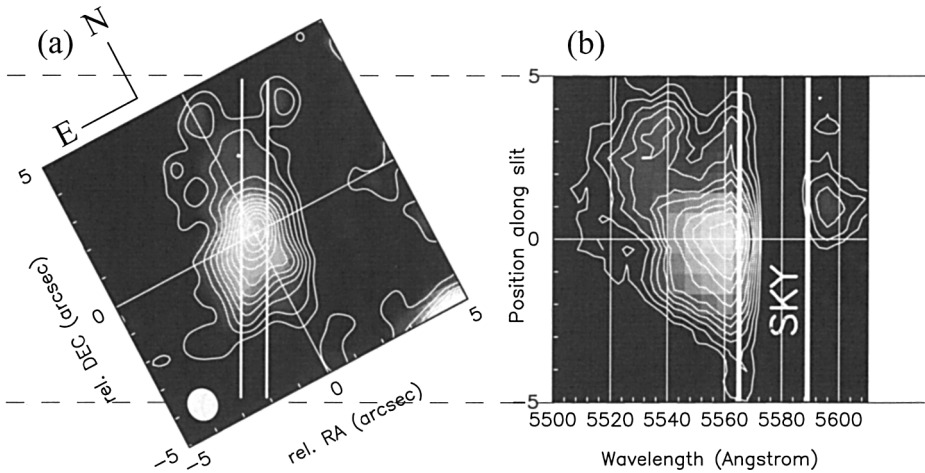 (a)
N
E
5
0
-5
-5
0
5
rel. DEC (arcsec)
rel. RA (arcsec)
(b)
5
0
-5
Position along slit
SKY
5500 5520 5540 5560 5580 5600
Wavelength (Angstrom)